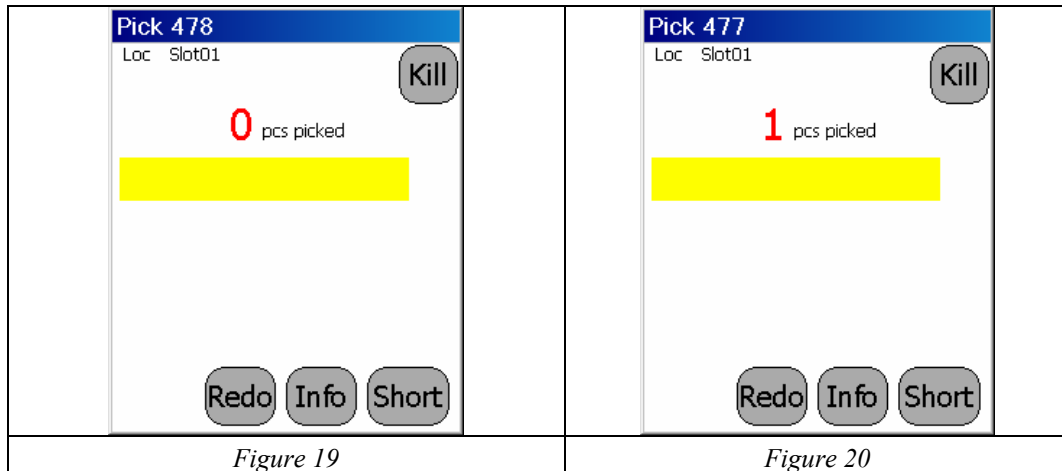 Pick 478
Loc Slot01
Kill
0 pcs picked
Redo Info Short
Figure 19
Pick 477
Loc Slot01
Kill
1 pcs picked
Redo Info Short
Figure 20